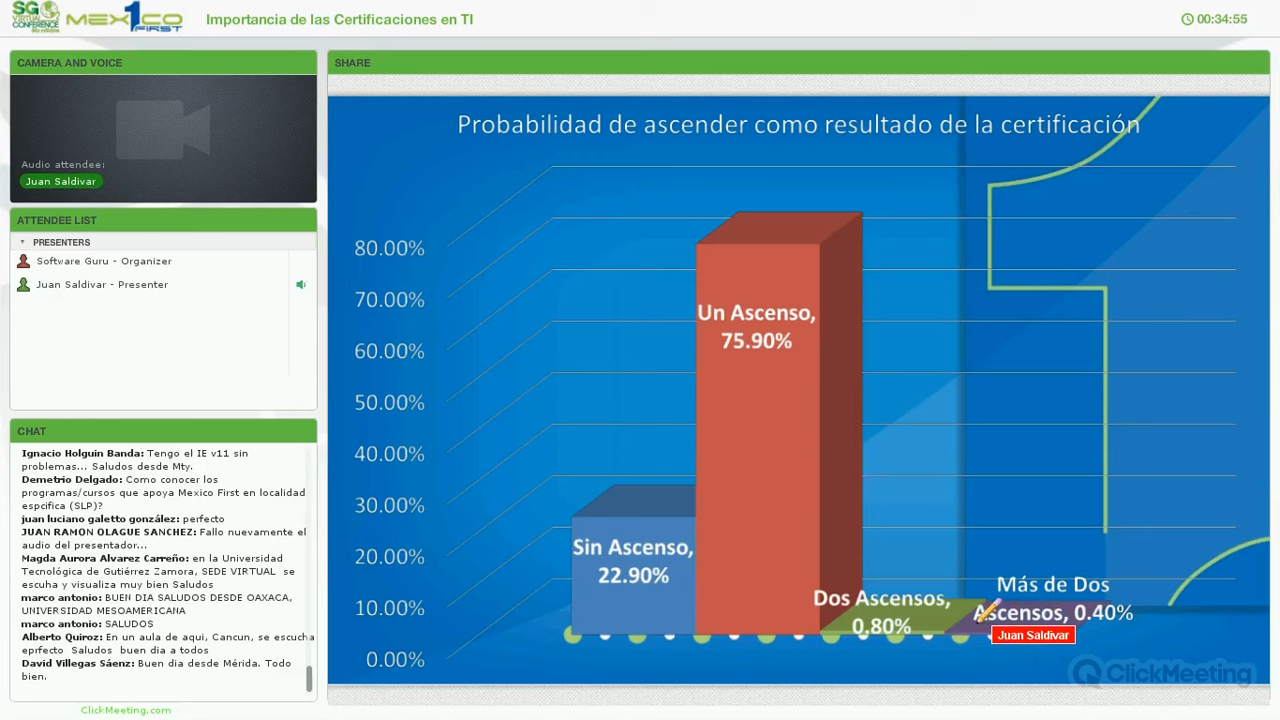 SG
VIRTUAL
CONFERENCE
MEXICO
FIRST
Importancia de las Certificaciones en TI
00:34:55
CAMERA AND VOICE
Audio attendee:
Juan Saldivar
ATTENDEE LIST
PRESENTERS
Software Guru - Organizer
Juan Saldivar - Presenter
CHAT
Ignacio Holguin Banda: Tengo el IE v11 sin
problemas... Saludos desde Mty.
Demetrio Delgado: Como conocer los
programas/cursos que apoya Mexico First en localidad
espcifica (SLP)?
juan luciano galetto gonzález: perfecto
JUAN RAMON OLAGUE SANCHEZ: Fallo nuevamente el
audio del presentador...
Magda Aurora Alvarez Carreño: en la Universidad
Tecnológica de Gutiérrez Zamora, SEDE VIRTUAL se
escuha y visualiza muy bien Saludos
marco antonio: BUEN DIA SALUDOS DESDE OAXACA,
UNIVERSIDAD MESOAMERICANA
marco antonio: SALUDOS
Alberto Quiroz: En un aula de aqui, Cancun, se escucha
eprfecto Saludos buen dia a todos
David Villegas Sáenz: Buen dia desde Mérida. Todo
bien.
ClickMeeting.com
SHARE
Probabilidad de ascender como resultado de la certificación
80.00%
70.00%
60.00%
50.00%
40.00%
30.00%
20.00%
10.00%
0.00%
Sin Ascenso,
22.90%
Un Ascenso,
75.90%
Dos Ascensos,
0.80%
Más de Dos
Ascensos, 0.40%
Juan Saldivar
ClickMeeting